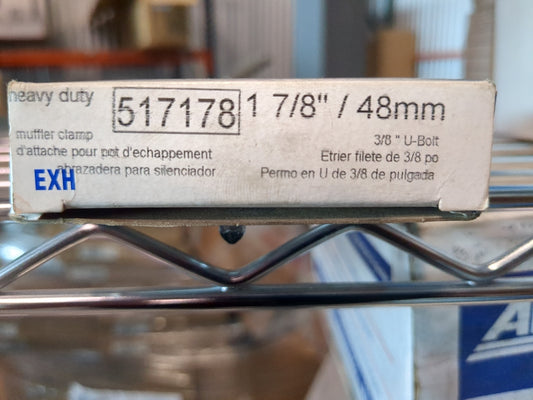 heavy duty 517178 1 7/8" / 48mm
muffler clamp 3/8 " U-Bolt
d'attache pour pot d'echappement Etrier filete de 3/8 po
abrazadera para silenciador Permo en U de 3/8 de pulgada
EXH